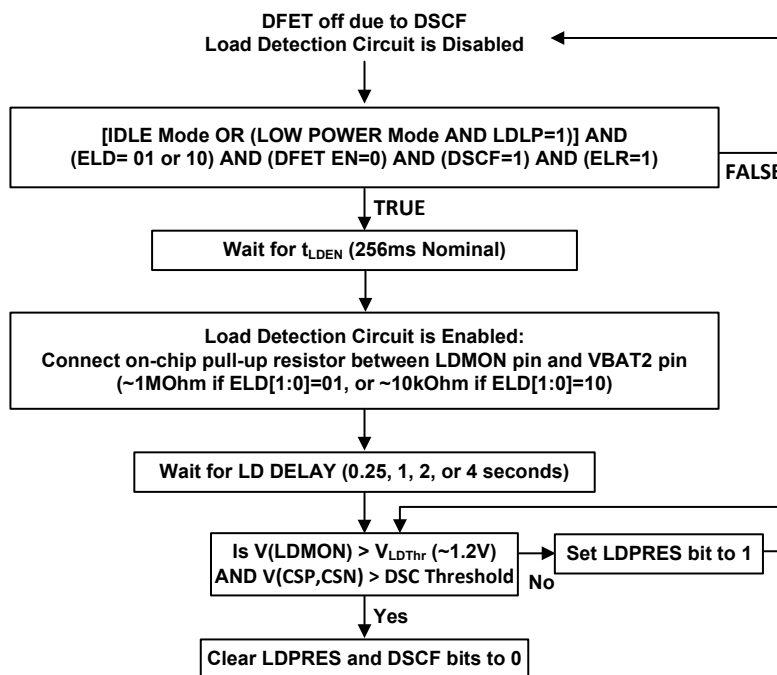 DFET off due to DSCF
Load Detection Circuit is Disabled
[IDLE Mode OR (LOW POWER Mode AND LDLP=1)] AND
(ELD= 01 or 10) AND (DFET EN=0) AND (DSCF=1) AND (ELR=1)
FALSE
TRUE
Wait for tLDEN (256ms Nominal)
Load Detection Circuit is Enabled:
Connect on-chip pull-up resistor between LDMON pin and VBAT2 pin
(~1MOhm if ELD[1:0]=01, or ~10kOhm if ELD[1:0]=10)
Wait for LD DELAY (0.25, 1, 2, or 4 seconds)
Is V(LDMON) > VLDThr (~1.2V)
AND V(CSP,CSN) > DSC Threshold
No
Set LDPRES bit to 1
Yes
Clear LDPRES and DSCF bits to 0